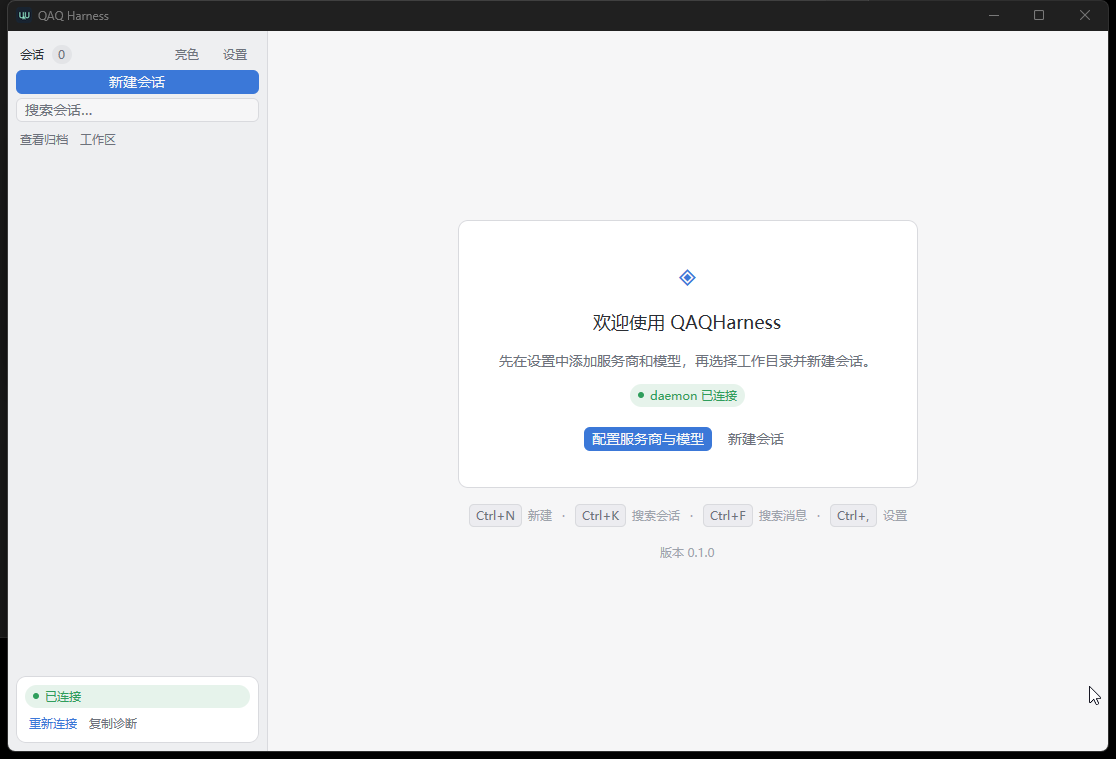 QAQ Harness
会话 0 亮色 设置
新建会话
搜索会话...
查看归档 工作区
欢迎使用 QAQHarness
先在设置中添加服务商和模型，再选择工作目录并新建会话。
daemon 已连接
配置服务商与模型 新建会话
Ctrl+N 新建 · Ctrl+K 搜索会话 · Ctrl+F 搜索消息 · Ctrl+, 设置
版本 0.1.0
已连接
重新连接 复制诊断